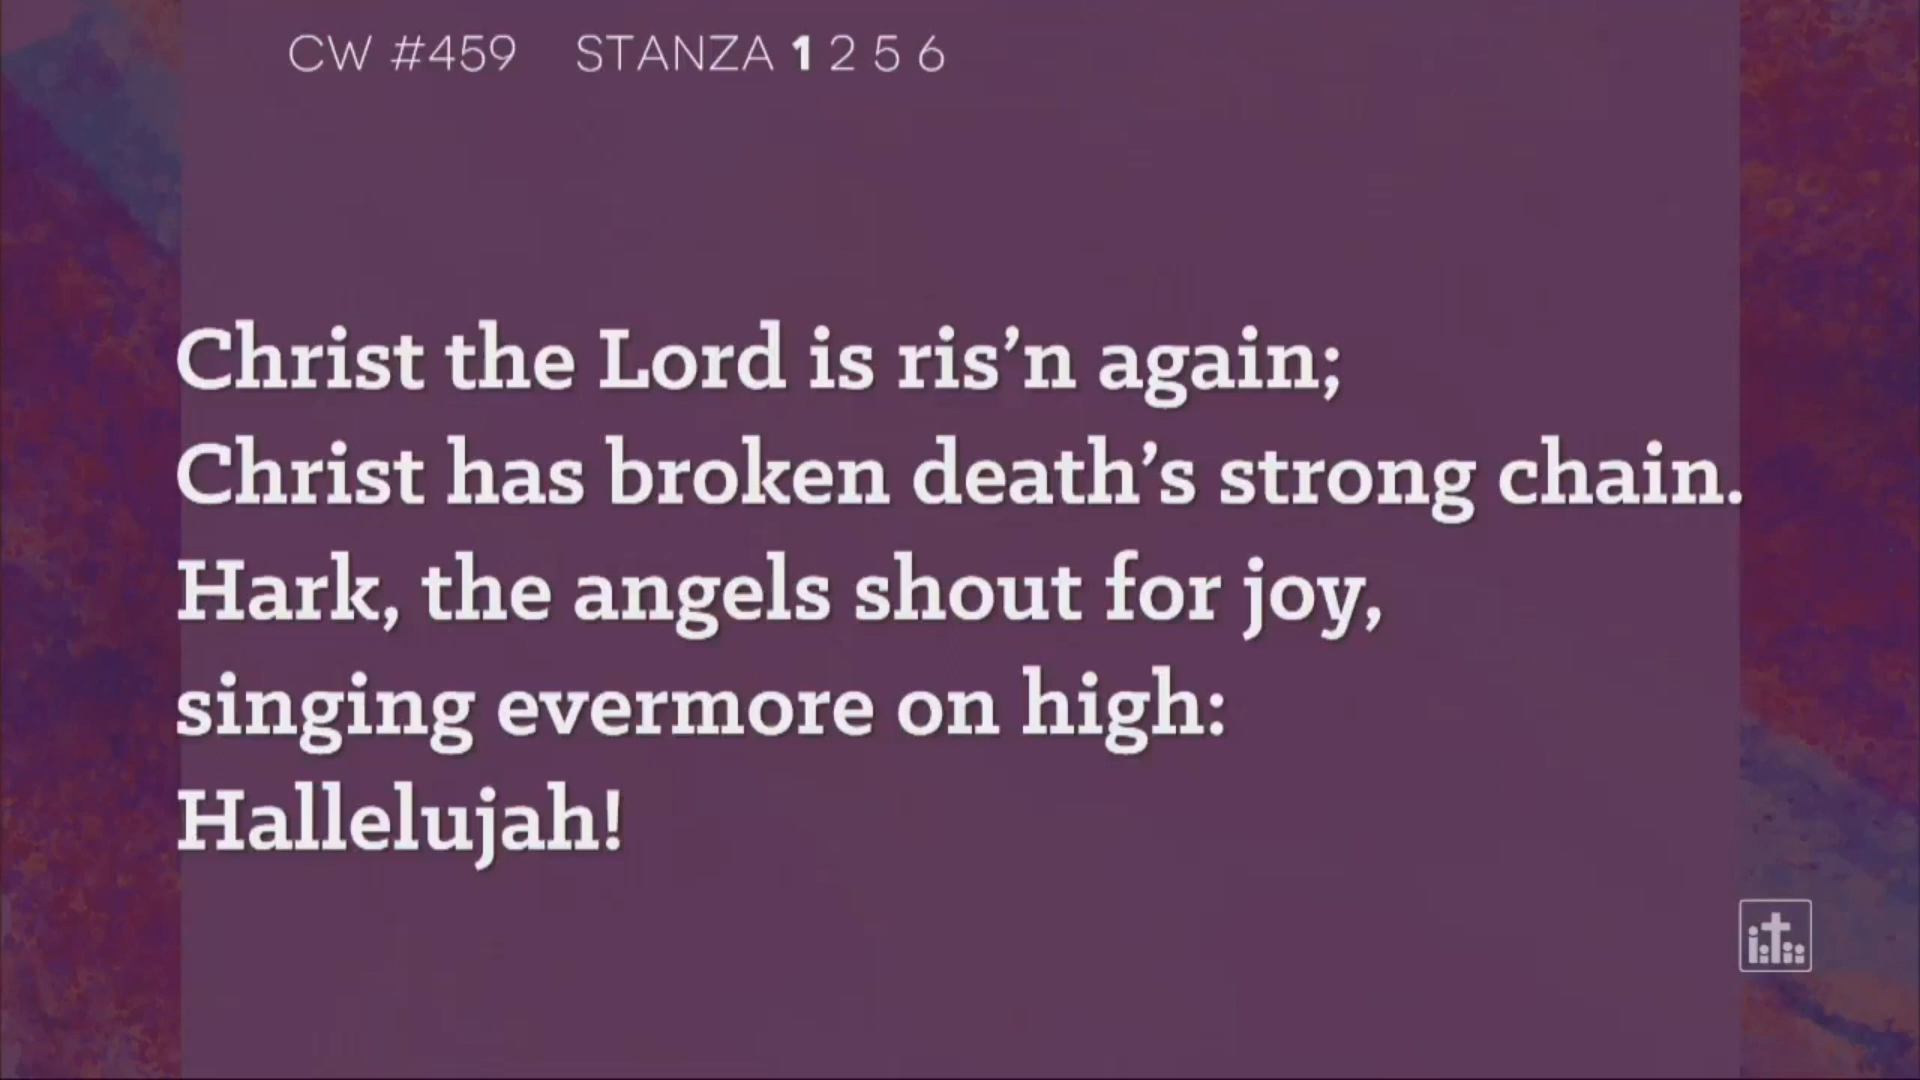 CW #459 STANZA 1 2 5 6
Christ the Lord is ris’n again;
Christ has broken death’s strong chain.
Hark, the angels shout for joy,
singing evermore on high:
Hallelujah!